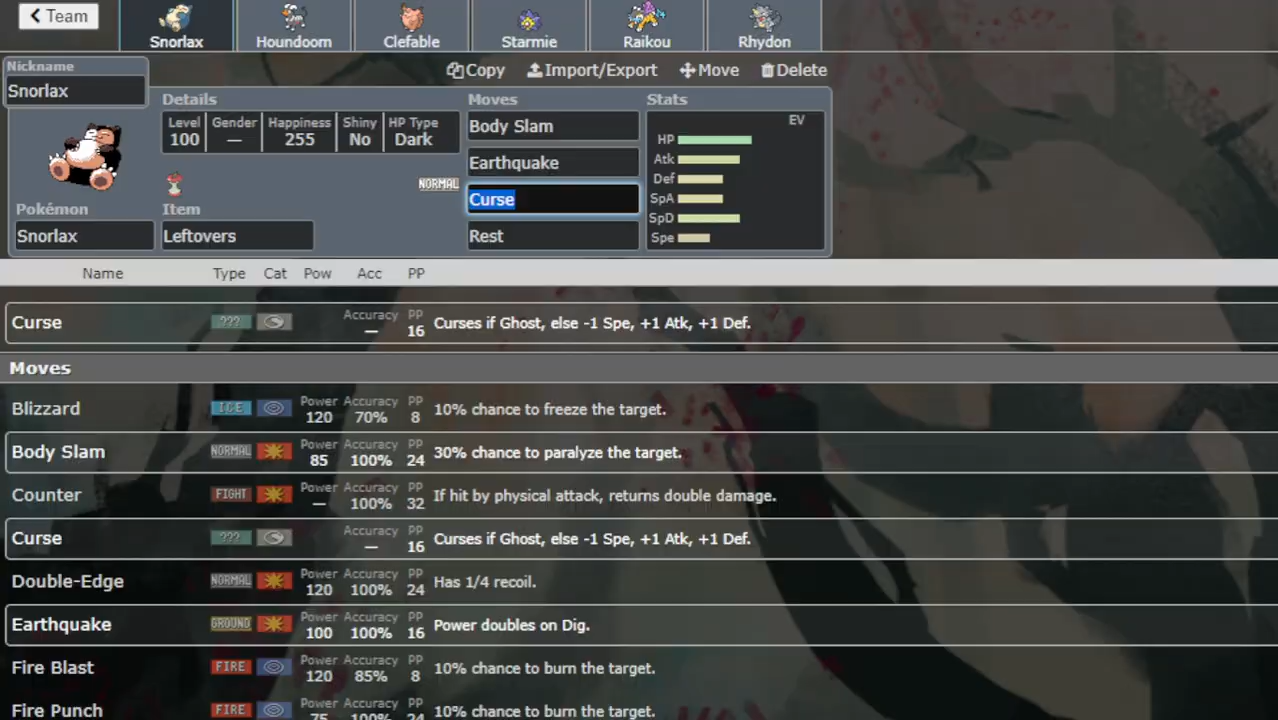 Team
Snorlax
Houndoom
Clefable
Starmie
Raikou
Rhydon
Nickname
Snorlax
Copy
Import/Export
Move
Delete
Details
Level Gender Happiness Shiny HP Type
100 — 255 No Dark
NORMAL
Pokémon
Snorlax
Item
Leftovers
Moves
Body Slam
Earthquake
Curse
Rest
Stats
EV
HP
Atk
Def
SpA
SpD
Spe
Name Type Cat Pow Acc PP
Accuracy PP
Curse ??? — 16 Curses if Ghost, else -1 Spe, +1 Atk, +1 Def.
Moves
Power Accuracy PP
Blizzard ICE 120 70% 8 10% chance to freeze the target.
Power Accuracy PP
Body Slam NORMAL 85 100% 24 30% chance to paralyze the target.
Power Accuracy PP
Counter FIGHT — 100% 32 If hit by physical attack, returns double damage.
Accuracy PP
Curse ??? — 16 Curses if Ghost, else -1 Spe, +1 Atk, +1 Def.
Power Accuracy PP
Double-Edge NORMAL 120 100% 24 Has 1/4 recoil.
Power Accuracy PP
Earthquake GROUND 100 100% 16 Power doubles on Dig.
Power Accuracy PP
Fire Blast FIRE 120 85% 8 10% chance to burn the target.
Power Accuracy PP
Fire Punch FIRE 75 100% 24 10% chance to burn the target.